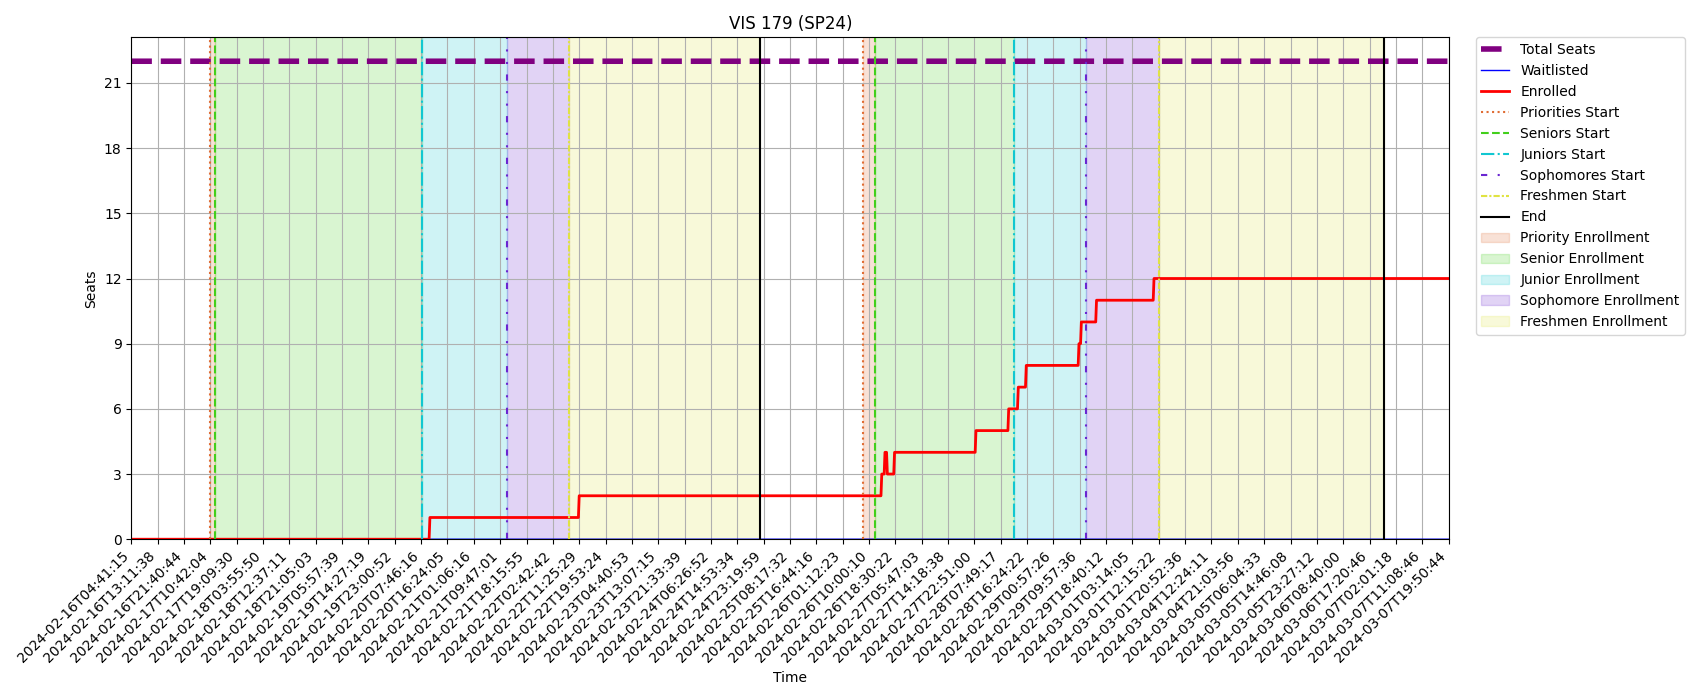 VIS 179 (SP24)
Seats
21
18
15
12
9
6
3
0
2024-02-16T04:41:15
2024-02-16T13:11:38
2024-02-16T21:40:44
2024-02-17T10:42:04
2024-02-17T19:09:30
2024-02-18T03:55:50
2024-02-18T12:37:11
2024-02-18T21:05:03
2024-02-19T05:57:39
2024-02-19T14:27:19
2024-02-19T23:00:52
2024-02-20T07:46:16
2024-02-20T16:24:05
2024-02-21T01:06:16
2024-02-21T09:47:01
2024-02-21T18:15:55
2024-02-22T02:42:42
2024-02-22T11:25:29
2024-02-22T19:53:24
2024-02-23T04:40:53
2024-02-23T13:07:15
2024-02-23T21:33:39
2024-02-24T06:26:52
2024-02-24T14:53:34
2024-02-24T23:19:59
2024-02-25T08:17:32
2024-02-25T16:44:16
2024-02-26T01:12:23
2024-02-26T10:00:10
2024-02-26T18:30:22
2024-02-27T05:47:03
2024-02-27T14:18:38
2024-02-27T22:51:00
2024-02-28T07:49:17
2024-02-28T16:24:22
2024-02-29T00:57:26
2024-02-29T09:57:36
2024-02-29T18:40:12
2024-03-01T03:14:05
2024-03-01T12:15:22
2024-03-01T20:52:36
2024-03-04T12:24:11
2024-03-04T21:03:56
2024-03-05T06:04:33
2024-03-05T14:46:08
2024-03-05T23:27:12
2024-03-06T08:40:00
2024-03-06T17:20:46
2024-03-07T02:01:18
2024-03-07T11:08:46
2024-03-07T19:50:44
Time
Total Seats
Waitlisted
Enrolled
Priorities Start
Seniors Start
Juniors Start
Sophomores Start
Freshmen Start
End
Priority Enrollment
Senior Enrollment
Junior Enrollment
Sophomore Enrollment
Freshmen Enrollment